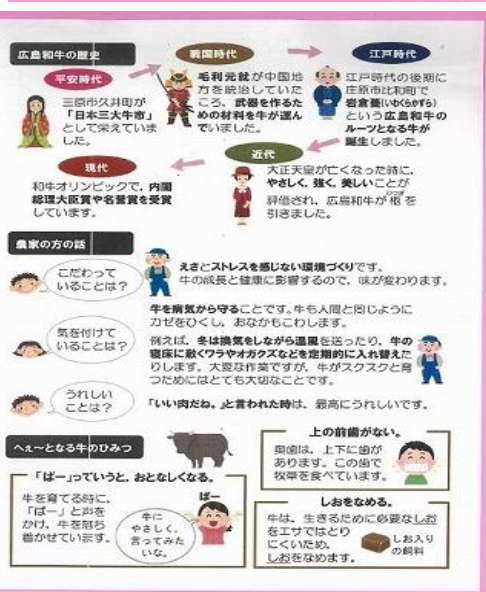 広島和牛の歴史
戦国時代
江戸時代
平安時代
三原市久井町が
「日本三大牛市」
として栄えていま
した。
毛利元就が中国地
方を統治していた
ころ、武器を作るた
めの材料を牛が運ん
でいました。
江戸時代の後期に
庄原市比和町で
岩倉蔓(いわくらづる)
という広島和牛の
ルーツとなる牛が
誕生しました。
現代
和牛オリンピックで、内閣
総理大臣賞や名誉賞を受賞
しています。
近代
大正天皇が亡くなった時に、
やさしく、強く、美しいことが
評価され、広島和牛が柩を
引きました。
農家の方の話
こだわって
いることは?
えさとストレスを感じない環境づくりです。
牛の成長と健康に影響するので、味が変わります。
気を付けて
いることは?
牛を病気から守ることです。牛も人間と同じように
カゼをひくし、おなかもこわします。
例えば、冬は換気をしながら温風を送ったり、牛の
寝床に敷くワラやオガクズなどを定期的に入れ替えた
りします。大変な作業ですが、牛がスクスクと育
つためにはとても大切なことです。
うれしい
ことは?
「いい肉だね。」と言われた時は、最高にうれしいです。
へぇ~となる牛のひみつ
「ばー」っていうと、おとなしくなる。
牛を育てる時に、
「ばー」と声を
かけ、牛を落ち
着かせています。
ばー
牛に
やさしく、
言ってみた
いな。
上の前歯がない。
奥歯は、上下に歯が
あります。この歯で
牧草を食べています。
しおをなめる。
牛は、生きるために必要なしお
をエサではとり
にくいため、
しおをなめます。
しお入り
の飼料